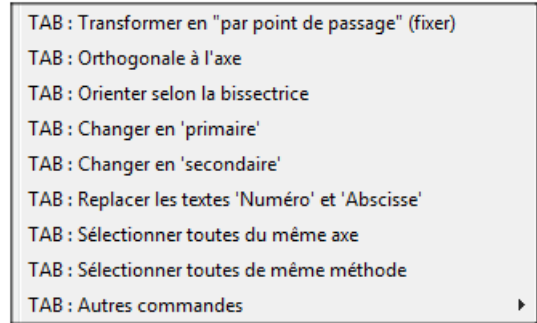 TAB : Transformer en "par point de passage" (fixer)
TAB : Orthogonale à l'axe
TAB : Orienter selon la bissectrice
TAB : Changer en 'primaire'
TAB : Changer en 'secondaire'
TAB : Replacer les textes 'Numéro' et 'Abscisse'
TAB : Sélectionner toutes du même axe
TAB : Sélectionner toutes de même méthode
TAB : Autres commandes